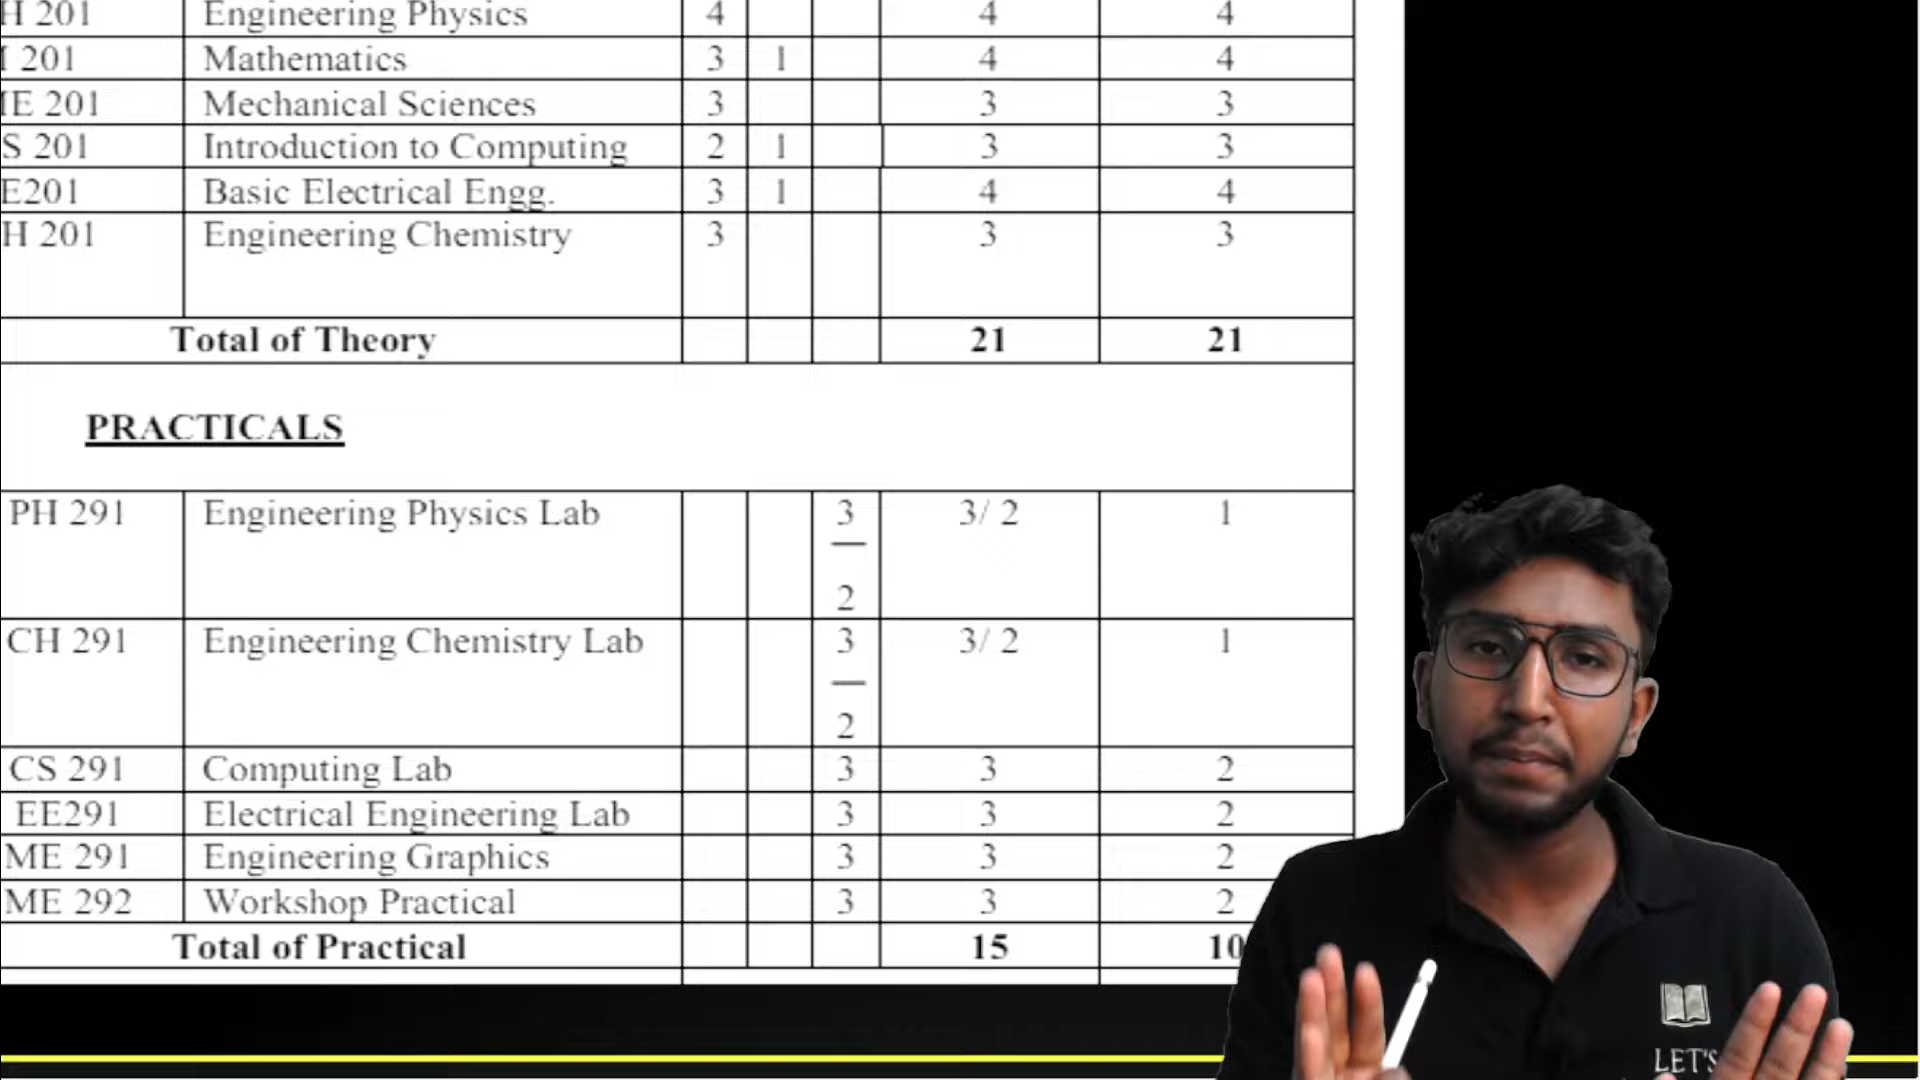 H 201 Engineering Physics 4 4 4
201 Mathematics 3 1 4 4
E 201 Mechanical Sciences 3 3 3
S 201 Introduction to Computing 2 1 3 3
E201 Basic Electrical Engg. 3 1 4 4
H 201 Engineering Chemistry 3 3 3
Total of Theory 21 21
PRACTICALS
PH 291 Engineering Physics Lab 3 3/ 2 1
—
2
CH 291 Engineering Chemistry Lab 3 3/ 2 1
—
2
CS 291 Computing Lab 3 3 2
EE291 Electrical Engineering Lab 3 3 2
ME 291 Engineering Graphics 3 3 2
ME 292 Workshop Practical 3 3 2
Total of Practical 15 10
LET'S